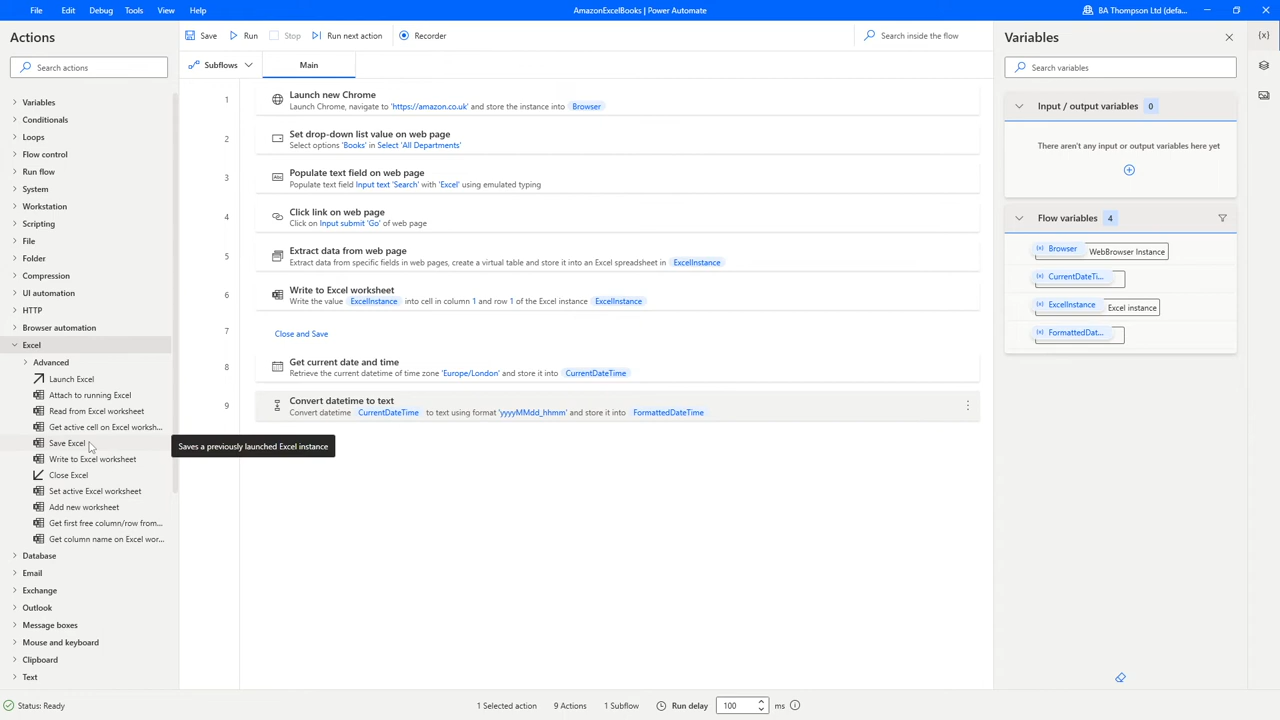 File Edit Debug Tools View Help AmazonExcelBooks | Power Automate BA Thompson Ltd (def...
Actions
Search actions
Variables
Conditionals
Loops
Flow control
Run flow
System
Workstation
Scripting
File
Folder
Compression
UI automation
HTTP
Browser automation
Excel
Advanced
Launch Excel
Attach to running Excel
Read from Excel worksheet
Get active cell on Excel worksh...
Save Excel
Write to Excel worksheet
Close Excel
Set active Excel worksheet
Add new worksheet
Get first free column/row from...
Get column name on Excel wor...
Database
Email
Exchange
Outlook
Message boxes
Mouse and keyboard
Clipboard
Text
Saves a previously launched Excel instance
Save Run Stop Run next action Recorder Search inside the flow
Subflows Main
1 Launch new Chrome
Launch Chrome, navigate to 'https://amazon.co.uk' and store the instance into Browser
2 Set drop-down list value on web page
Select options 'Books' in Select 'All Departments'
3 Populate text field on web page
Abc
Populate text field Input text 'Search' with 'Excel' using emulated typing
4 Click link on web page
Click on Input submit 'Go' of web page
5 Extract data from web page
Extract data from specific fields in web pages, create a virtual table and store it into an Excel spreadsheet in ExcelInstance
6 Write to Excel worksheet
Write the value ExcelInstance into cell in column 1 and row 1 of the Excel instance ExcelInstance
7 Close and Save
8 Get current date and time
Retrieve the current datetime of time zone 'Europe/London' and store it into CurrentDateTime
9 Convert datetime to text
Convert datetime CurrentDateTime to text using format 'yyyyMMdd_hhmm' and store it into FormattedDateTime
Variables
Search variables
Input / output variables 0
There aren't any input or output variables here yet
Flow variables 4
{x} Browser WebBrowser Instance
{x} CurrentDateTi...
{x} ExcelInstance Excel instance
{x} FormattedDat...
{x}
Status: Ready 1 Selected action 9 Actions 1 Subflow Run delay 100 ms